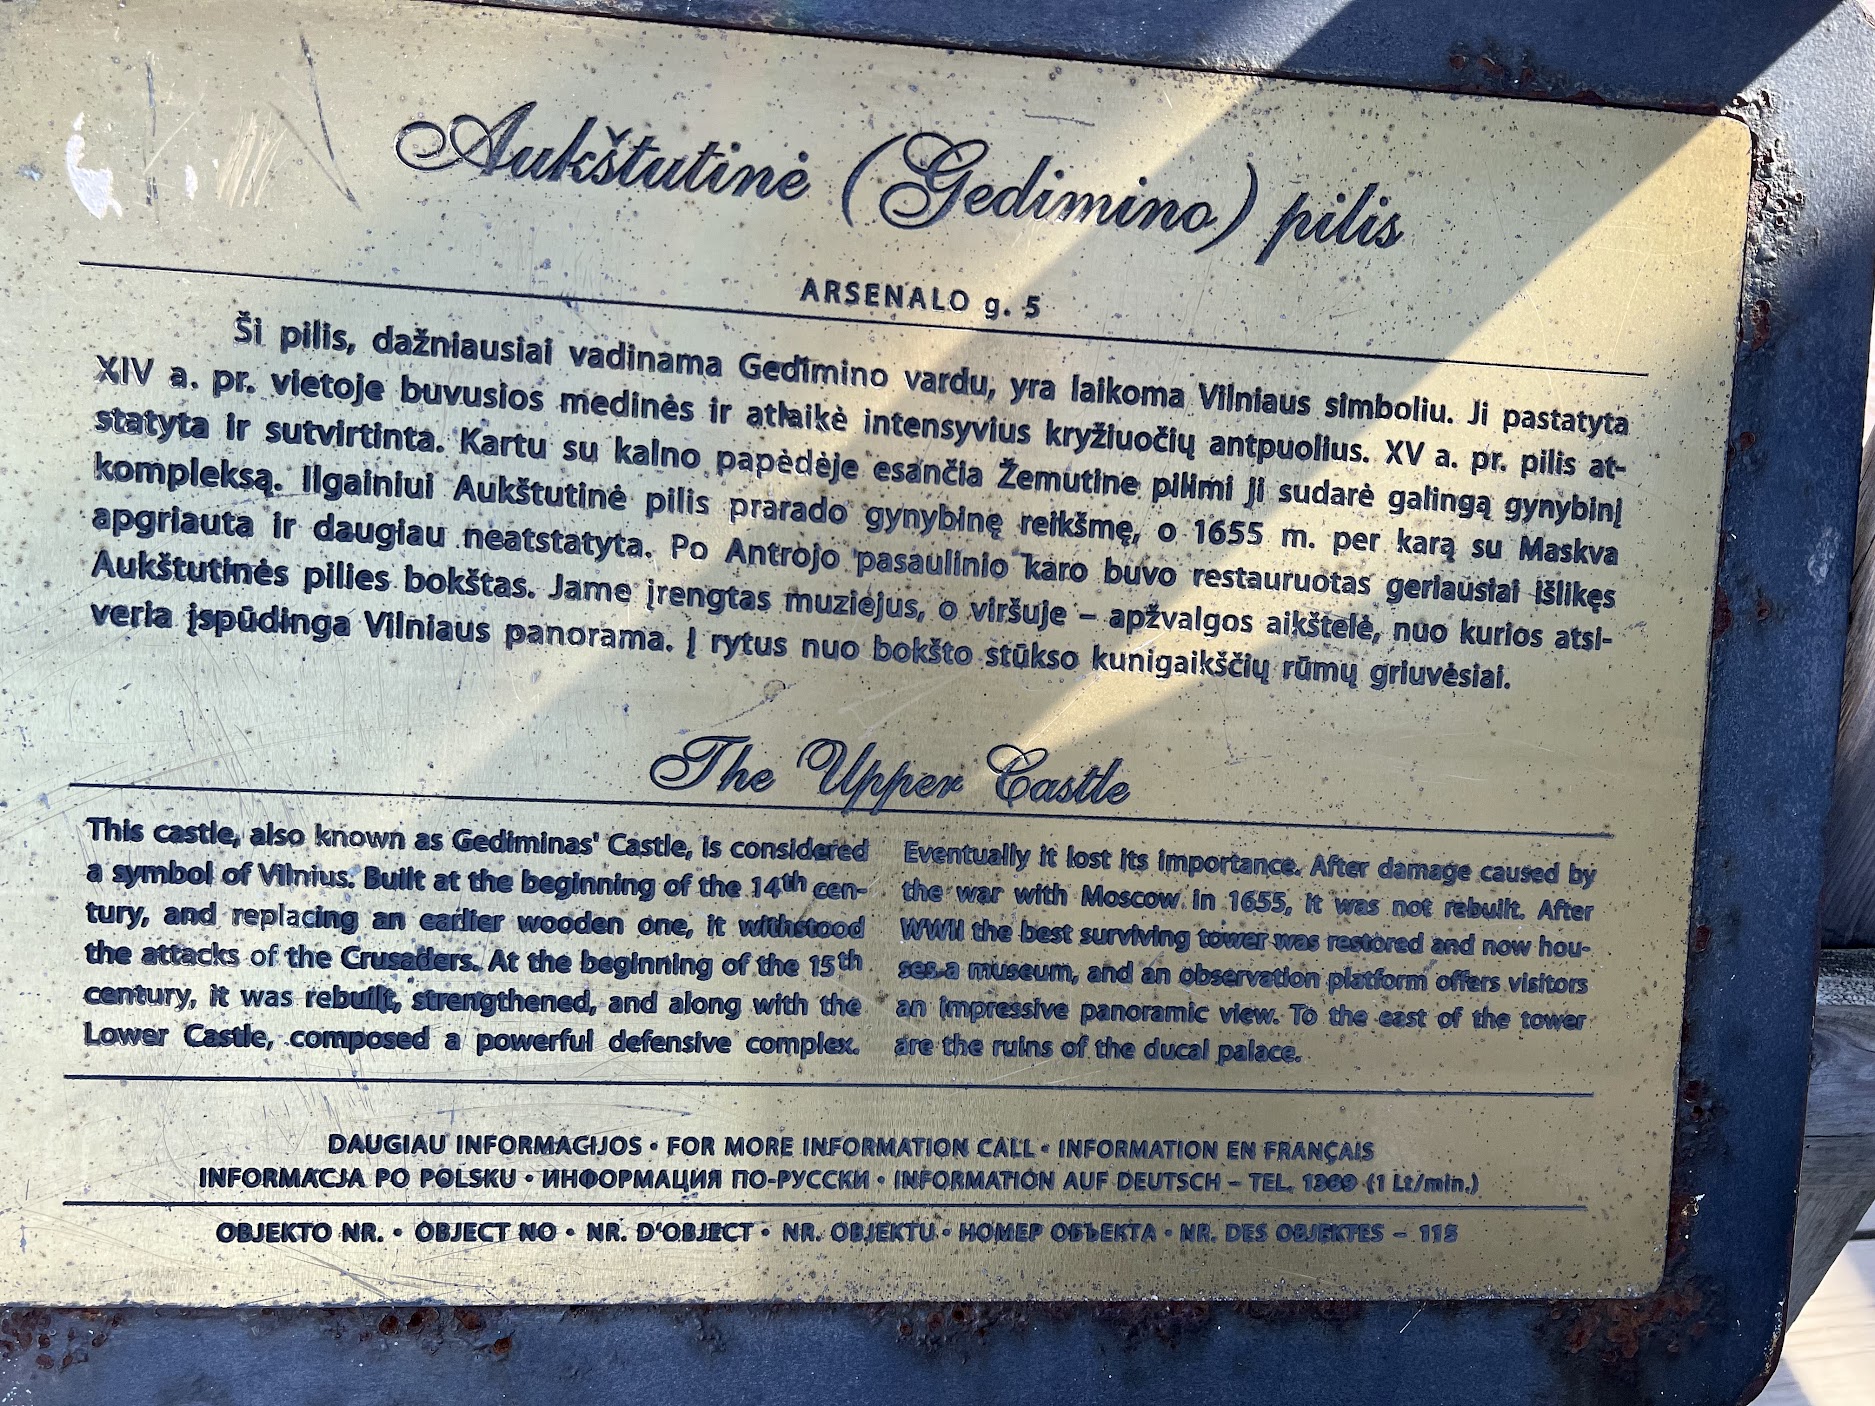 Aukštutinė (Gedimino) pilis
ARSENALO g. 5
Ši pilis, dažniausiai vadinama Gedimino vardu, yra laikoma Vilniaus simboliu. Ji pastatyta
XIV a. pr. vietoje buvusios medinės ir atlaikė intensyvius kryžiuočių antpuolius. XV a. pr. pilis at-
statyta ir sutvirtinta. Kartu su kalno papėdėje esančia Žemutine pilimi ji sudarė galingą gynybinį
kompleksą. Ilgainiui Aukštutinė pilis prarado gynybinę reikšmę, o 1655 m. per karą su Maskva
apgriauta ir daugiau neatstatyta. Po Antrojo pasaulinio karo buvo restauruotas geriausiai išlikęs
Aukštutinės pilies bokštas. Jame įrengtas muziejus, o viršuje – apžvalgos aikštelė, nuo kurios atsi-
veria įspūdinga Vilniaus panorama. Į rytus nuo bokšto stūkso kunigaikščių rūmų griuvėsiai.
The Upper Castle
This castle, also known as Gediminas' Castle, is considered
a symbol of Vilnius. Built at the beginning of the 14th cen-
tury, and replacing an earlier wooden one, it withstood
the attacks of the Crusaders. At the beginning of the 15th
century, it was rebuilt, strengthened, and along with the
Lower Castle, composed a powerful defensive complex.
Eventually it lost its importance. After damage caused by
the war with Moscow in 1655, it was not rebuilt. After
WWII the best surviving tower was restored and now hou-
ses a museum, and an observation platform offers visitors
an impressive panoramic view. To the east of the tower
are the ruins of the ducal palace.
DAUGIAU INFORMACIJOS • FOR MORE INFORMATION CALL • INFORMATION EN FRANÇAIS
INFORMACJA PO POLSKU • ИНФОРМАЦИЯ ПО-РУССКИ • INFORMATION AUF DEUTSCH – TEL. (1 Lt/min.)
OBJEKTO NR. • OBJECT NO • NR. D'OBJECT • NR. OBJEKTU • НОМЕР ОБЪЕКТА • NR. DES OBJEKTES – 115